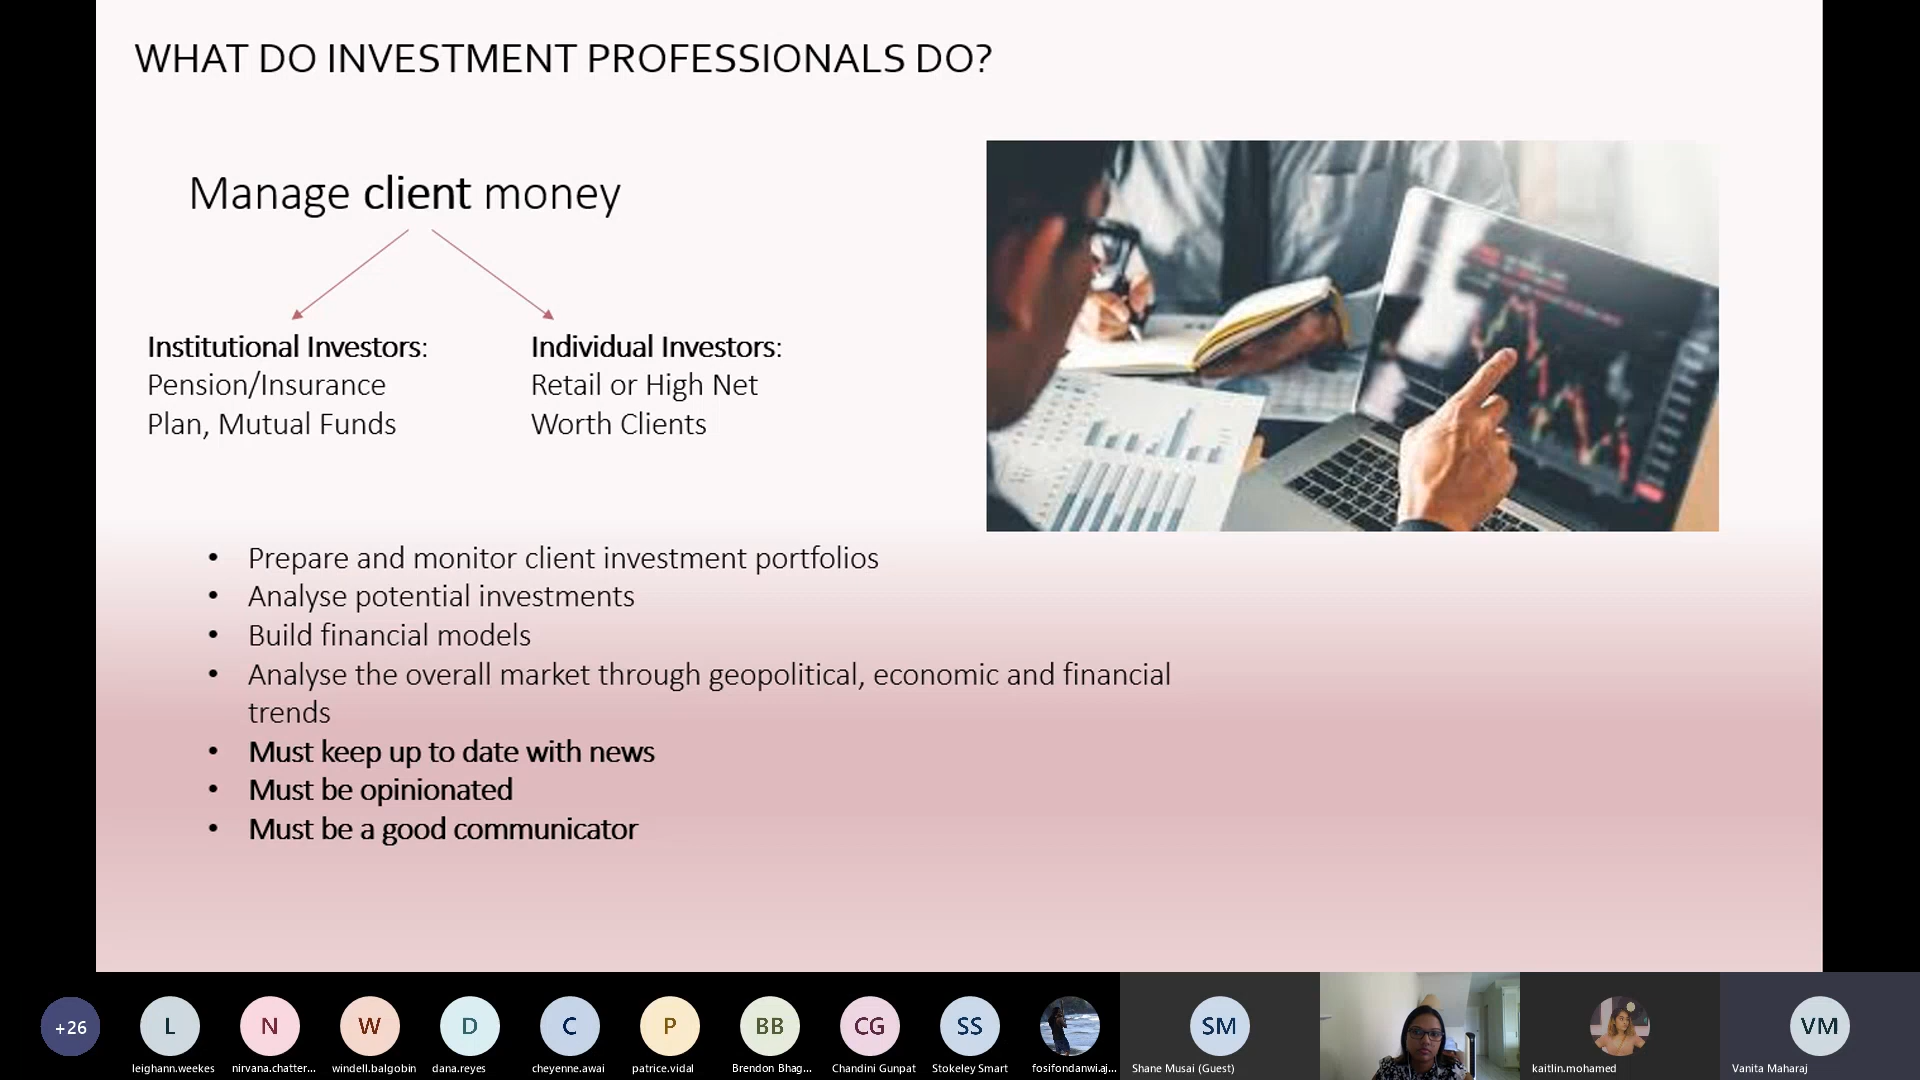 WHAT DO INVESTMENT PROFESSIONALS DO?
Manage client money
Institutional Investors:
Pension/Insurance
Plan, Mutual Funds
Individual Investors:
Retail or High Net
Worth Clients
• Prepare and monitor client investment portfolios
• Analyse potential investments
• Build financial models
• Analyse the overall market through geopolitical, economic and financial
trends
• Must keep up to date with news
• Must be opinionated
• Must be a good communicator
+26
L
leighann.weekes
N
nirvana.chatter...
W
windell.balgobin
D
dana.reyes
C
cheyenne.awai
P
patrice.vidal
BB
Brendon Bhag...
CG
Chandini Gunpat
SS
Stokeley Smart
fosifondanwi.aj...
SM
Shane Musai (Guest)
kaitlin.mohamed
VM
Vanita Maharaj